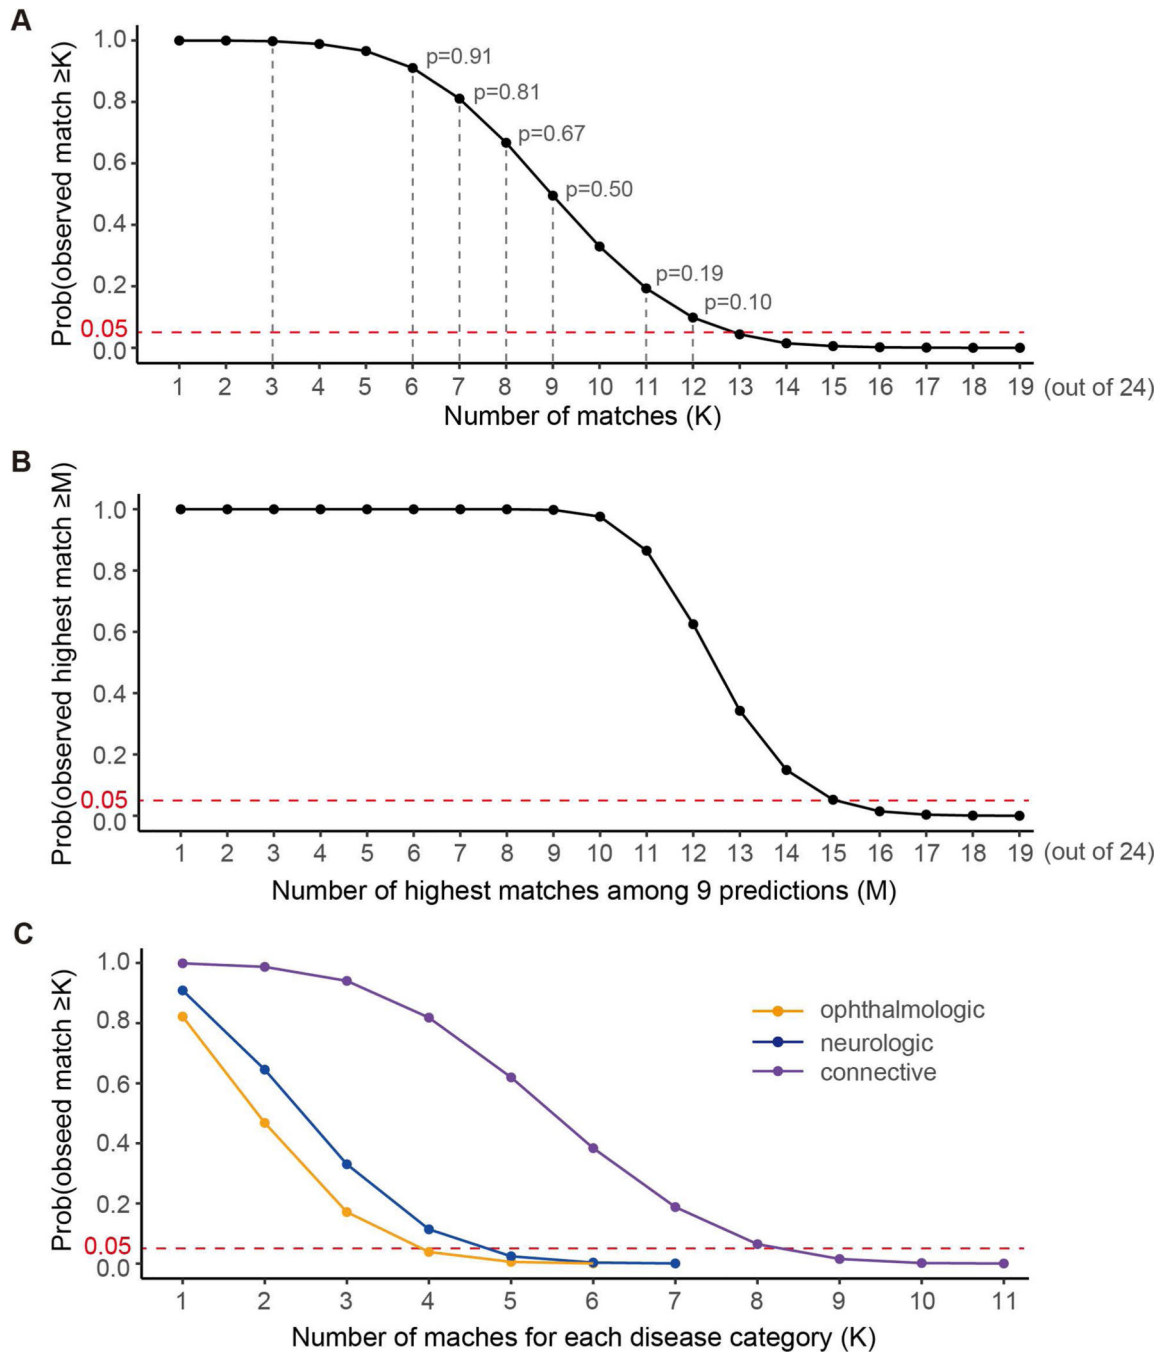 A
Prob(observed match ≥K)
1.0
0.8
0.6
0.4
0.2
0.05
0.0
p=0.91
p=0.81
p=0.67
p=0.50
p=0.19
p=0.10
1 2 3 4 5 6 7 8 9 10 11 12 13 14 15 16 17 18 19 (out of 24)
Number of matches (K)
B
Prob(observed highest match ≥M)
1.0
0.8
0.6
0.4
0.2
0.05
0.0
1 2 3 4 5 6 7 8 9 10 11 12 13 14 15 16 17 18 19 (out of 24)
Number of highest matches among 9 predictions (M)
C
Prob(obseed match ≥K)
1.0
0.8
0.6
0.4
0.2
0.05
0.0
ophthalmologic
neurologic
connective
1 2 3 4 5 6 7 8 9 10 11
Number of maches for each disease category (K)